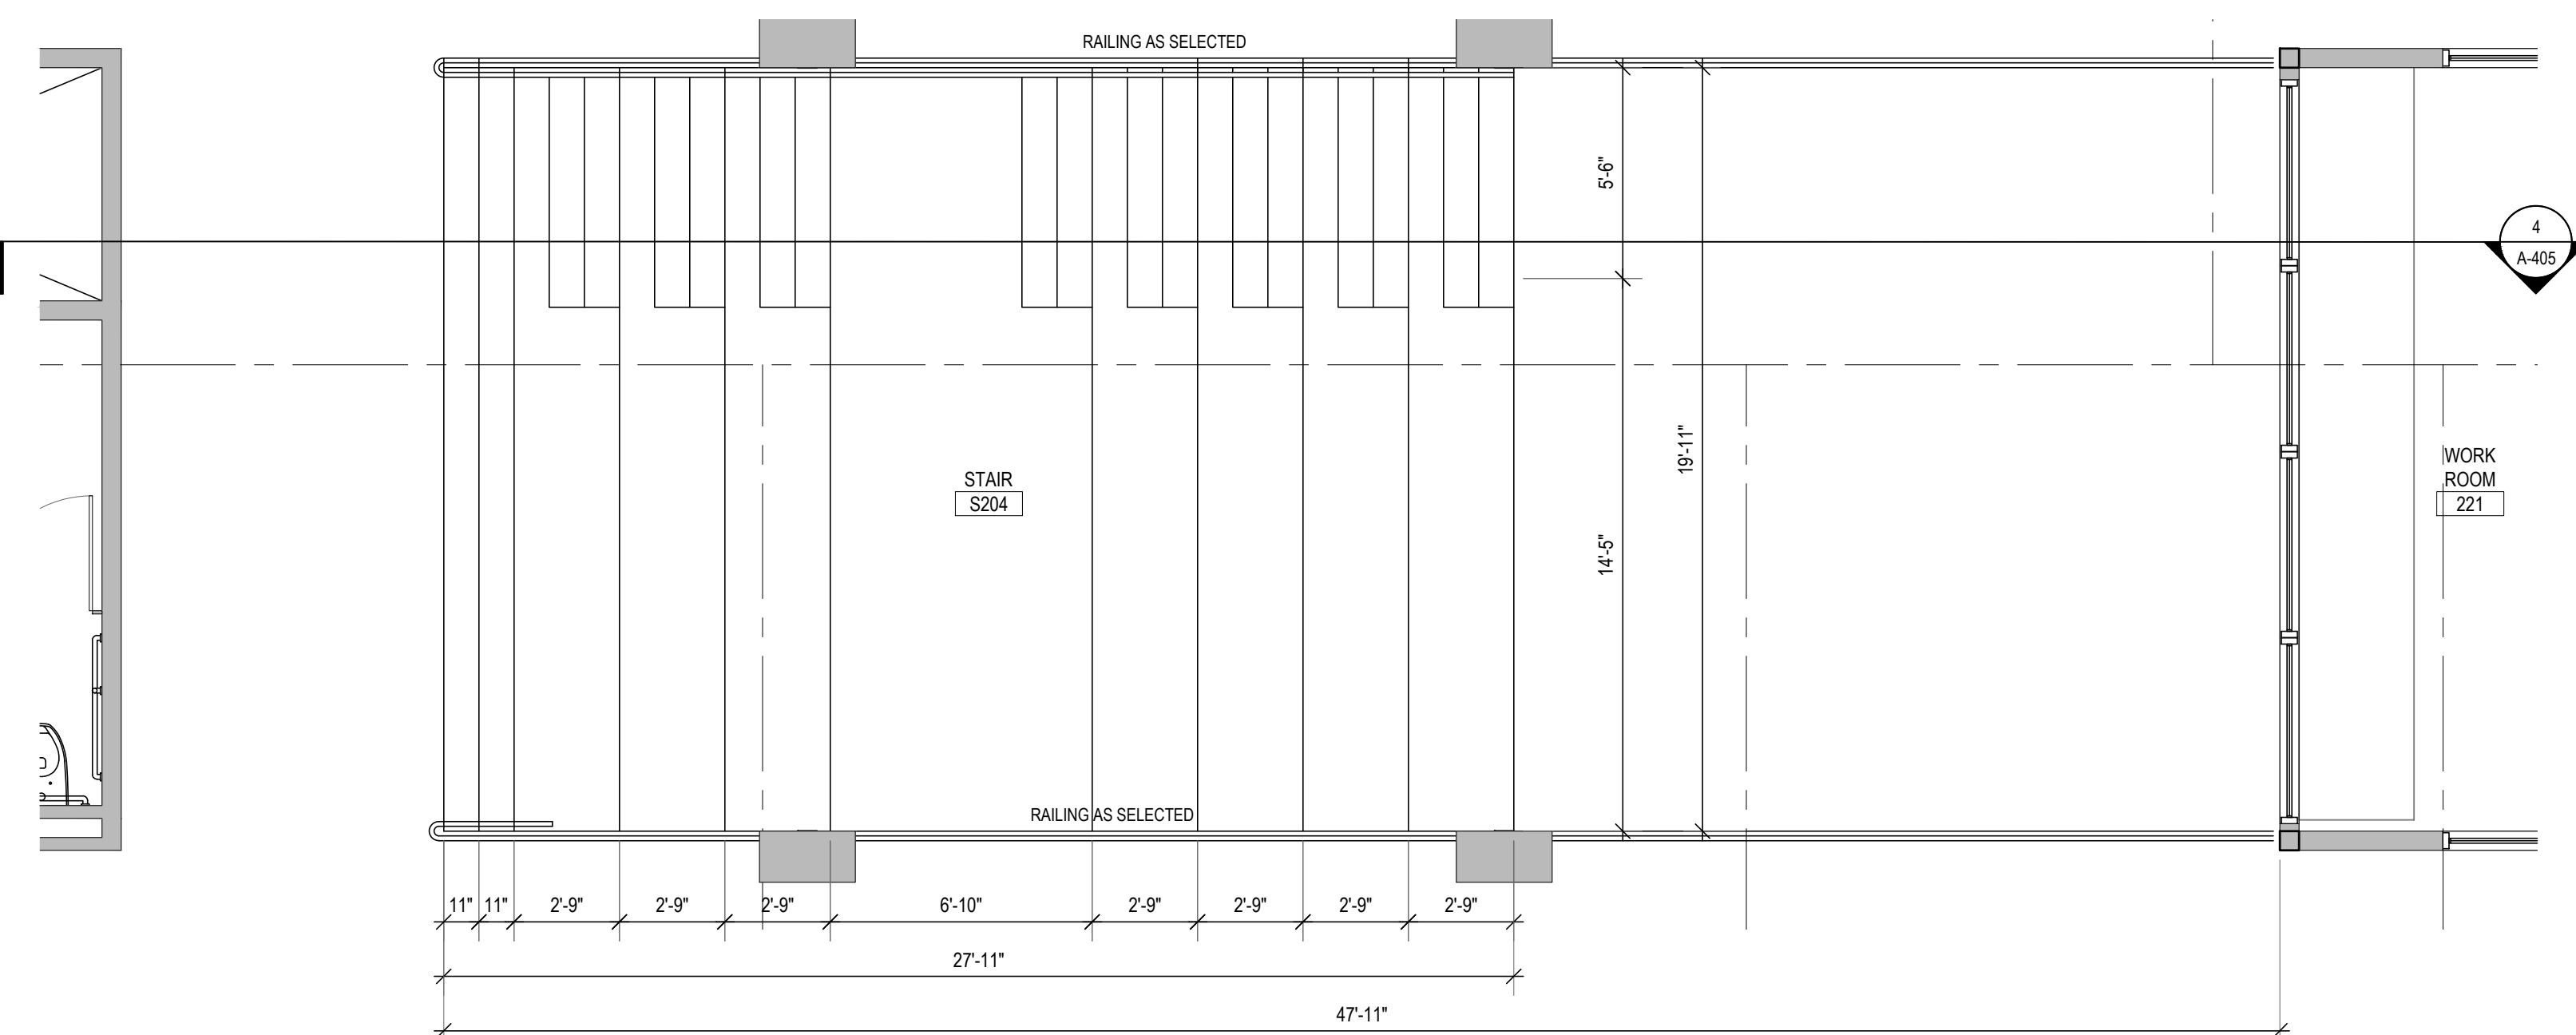 RAILING AS SELECTED
5'-6"
4
A-405
19'-11"
WORK
ROOM
221
STAIR
S204
14'-5"
RAILING AS SELECTED
11" 11" 2'-9" 2'-9" 2'-9" 6'-10" 2'-9" 2'-9" 2'-9" 2'-9"
27'-11"
47'-11"